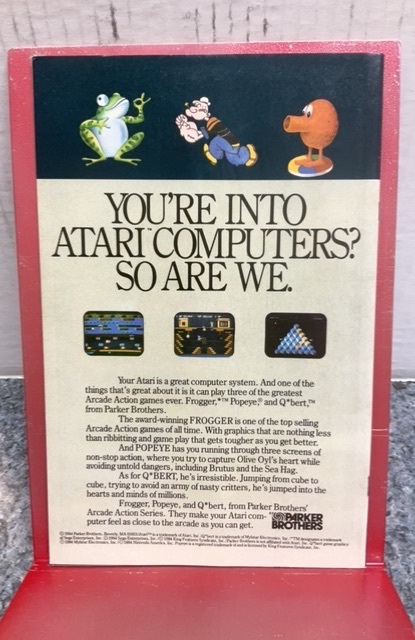 YOU'RE INTO
ATARI™ COMPUTERS?
SO ARE WE.
Your Atari is a great computer system. And one of the
things that's great about it is it can play three of the greatest
Arcade Action games ever. Frogger,*™ Popeye,® and Q*bert,™
from Parker Brothers.
The award-winning FROGGER is one of the top selling
Arcade Action games of all time. With graphics that are nothing less
than ribbitting and game play that gets tougher as you get better.
And POPEYE has you running through three screens of
non-stop action, where you try to capture Olive Oyl's heart while
avoiding untold dangers, including Brutus and the Sea Hag.
As for Q*BERT, he's irresistible. Jumping from cube to
cube, trying to avoid an army of nasty critters, he's jumped into the
hearts and minds of millions.
Frogger, Popeye, and Q*bert, from Parker Brothers'
Arcade Action Series. They make your Atari com-
puter feel as close to the arcade as you can get.
PARKER
BROTHERS